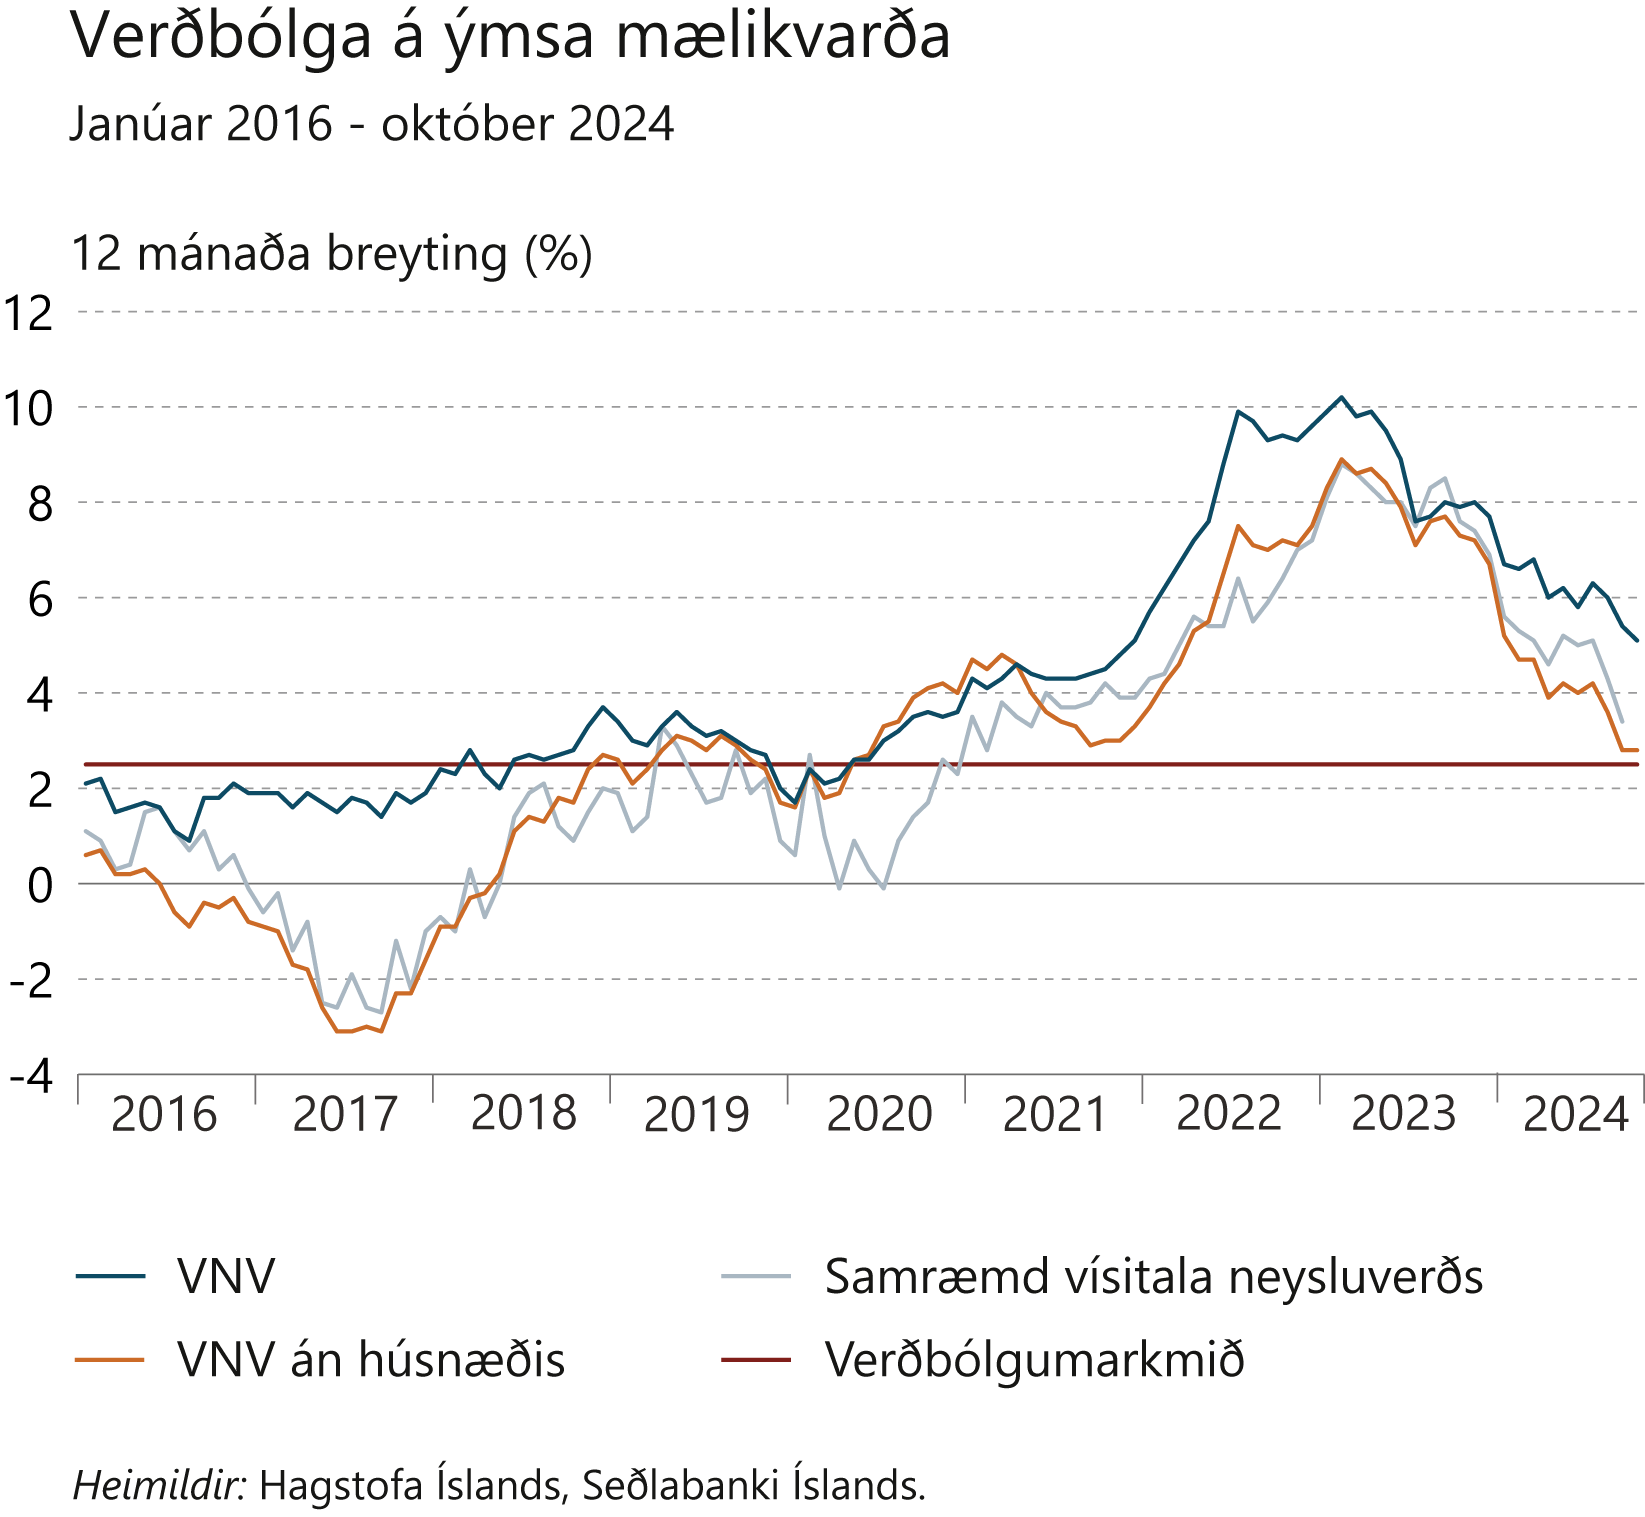 Verðbólga á ýmsa mælikvarða
Janúar 2016 - október 2024
12 mánaða breyting (%)
12
10
8
6
4
2
0
-2
-4
2016 2017 2018 2019 2020 2021 2022 2023 2024
VNV
Samræmd vísitala neysluverðs
VNV án húsnæðis
Verðbólgumarkmið
Heimildir: Hagstofa Íslands, Seðlabanki Íslands.